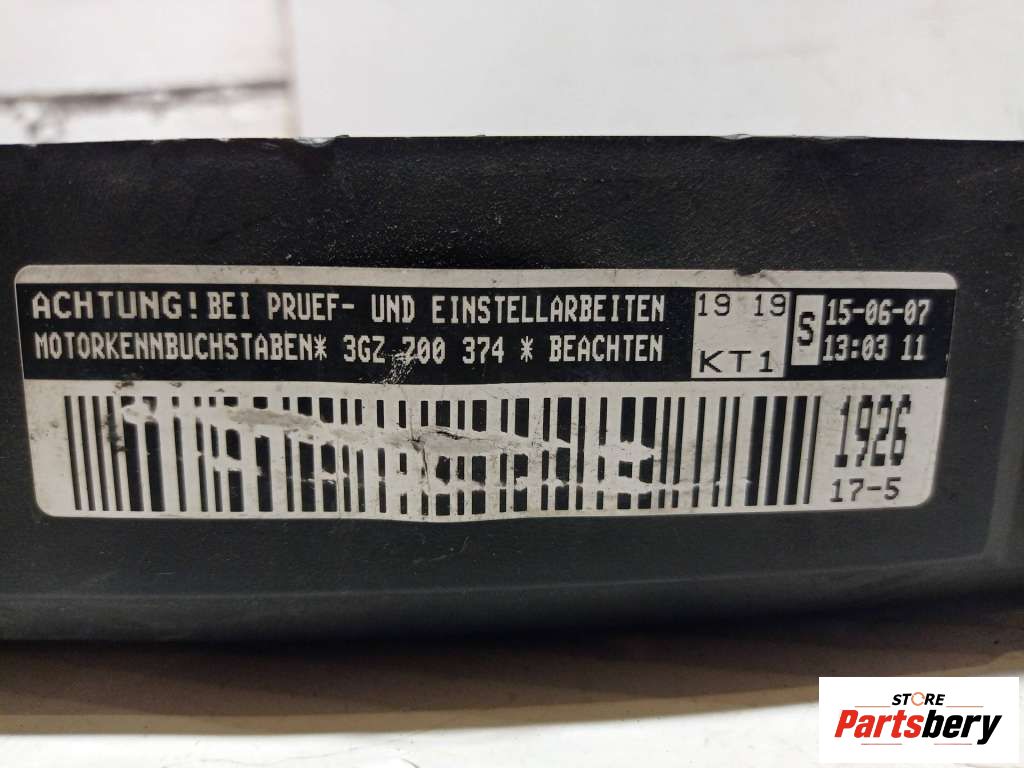 ACHTUNG! BEI PRUEF- UND EINSTELLARBEITEN
MOTORKENNBUCHSTABEN* 3GZ 700 374 * BEACHTEN
19 19
KT1
S
15-06-07
13:03 11
1926
17-5
STORE
Partsbery